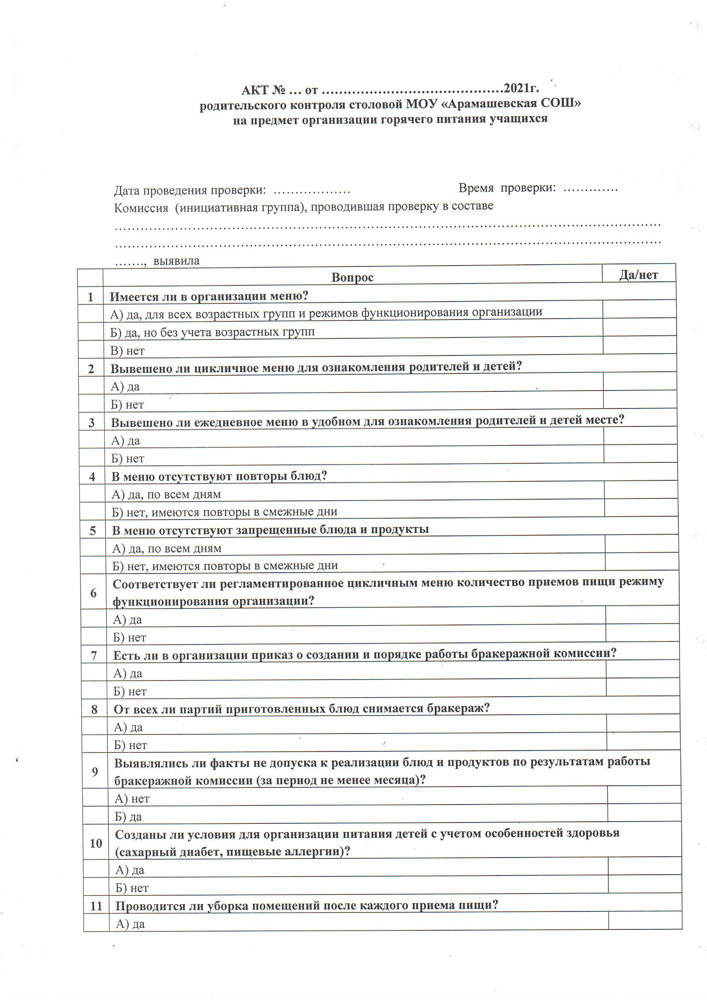 АКТ № … от ……………………………………2021г.
родительского контроля столовой МОУ «Арамашевская СОШ»
на предмет организации горячего питания учащихся
Дата проведения проверки: ……………… Время проверки: ………….
Комиссия (инициативная группа), проводившая проверку в составе
………………………………………………………………………………………………………………
………………………………………………………………………………………………………………
……., выявила
Вопрос Да/нет
1 Имеется ли в организации меню?
А) да, для всех возрастных групп и режимов функционирования организации
Б) да, но без учета возрастных групп
В) нет
2 Вывешено ли цикличное меню для ознакомления родителей и детей?
А) да
Б) нет
3 Вывешено ли ежедневное меню в удобном для ознакомления родителей и детей месте?
А) да
Б) нет
4 В меню отсутствуют повторы блюд?
А) да, по всем дням
Б) нет, имеются повторы в смежные дни
5 В меню отсутствуют запрещенные блюда и продукты
А) да, по всем дням
Б) нет, имеются повторы в смежные дни
6 Соответствует ли регламентированное цикличным меню количество приемов пищи режиму
функционирования организации?
А) да
Б) нет
7 Есть ли в организации приказ о создании и порядке работы бракеражной комиссии?
А) да
Б) нет
8 От всех ли партий приготовленных блюд снимается бракераж?
А) да
Б) нет
9 Выявлялись ли факты не допуска к реализации блюд и продуктов по результатам работы
бракеражной комиссии (за период не менее месяца)?
А) нет
Б) да
10 Созданы ли условия для организации питания детей с учетом особенностей здоровья
(сахарный диабет, пищевые аллергии)?
А) да
Б) нет
11 Проводится ли уборка помещений после каждого приема пищи?
А) да